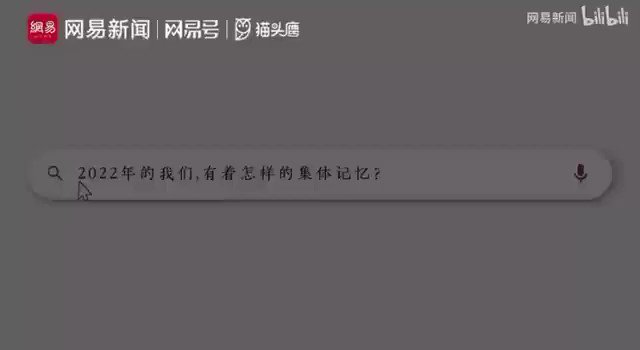 網易 网易新闻 | 网易号 | 猫头鹰
网易新闻 bilibili
2022年的我们,有着怎样的集体记忆?